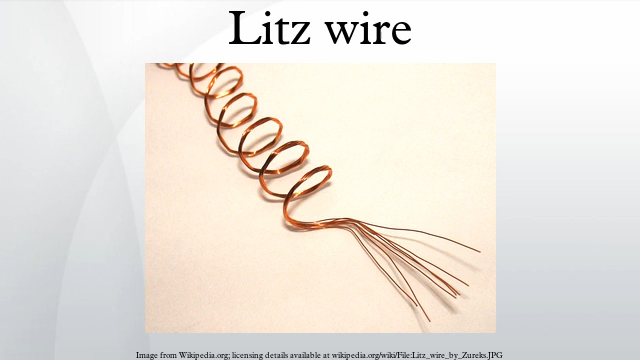 Litz wire
Image from Wikipedia.org; licensing details available at wikipedia.org/wiki/File:Litz_wire_by_Zureks.JPG